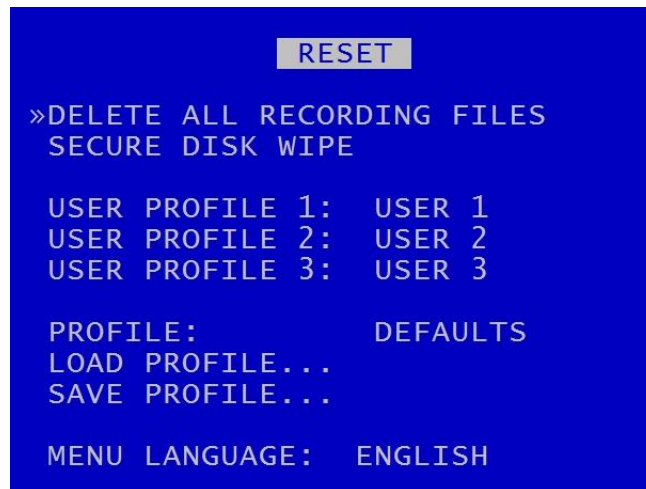 RESET
»DELETE ALL RECORDING FILES
SECURE DISK WIPE
USER PROFILE 1: USER 1
USER PROFILE 2: USER 2
USER PROFILE 3: USER 3
PROFILE: DEFAULTS
LOAD PROFILE...
SAVE PROFILE...
MENU LANGUAGE: ENGLISH